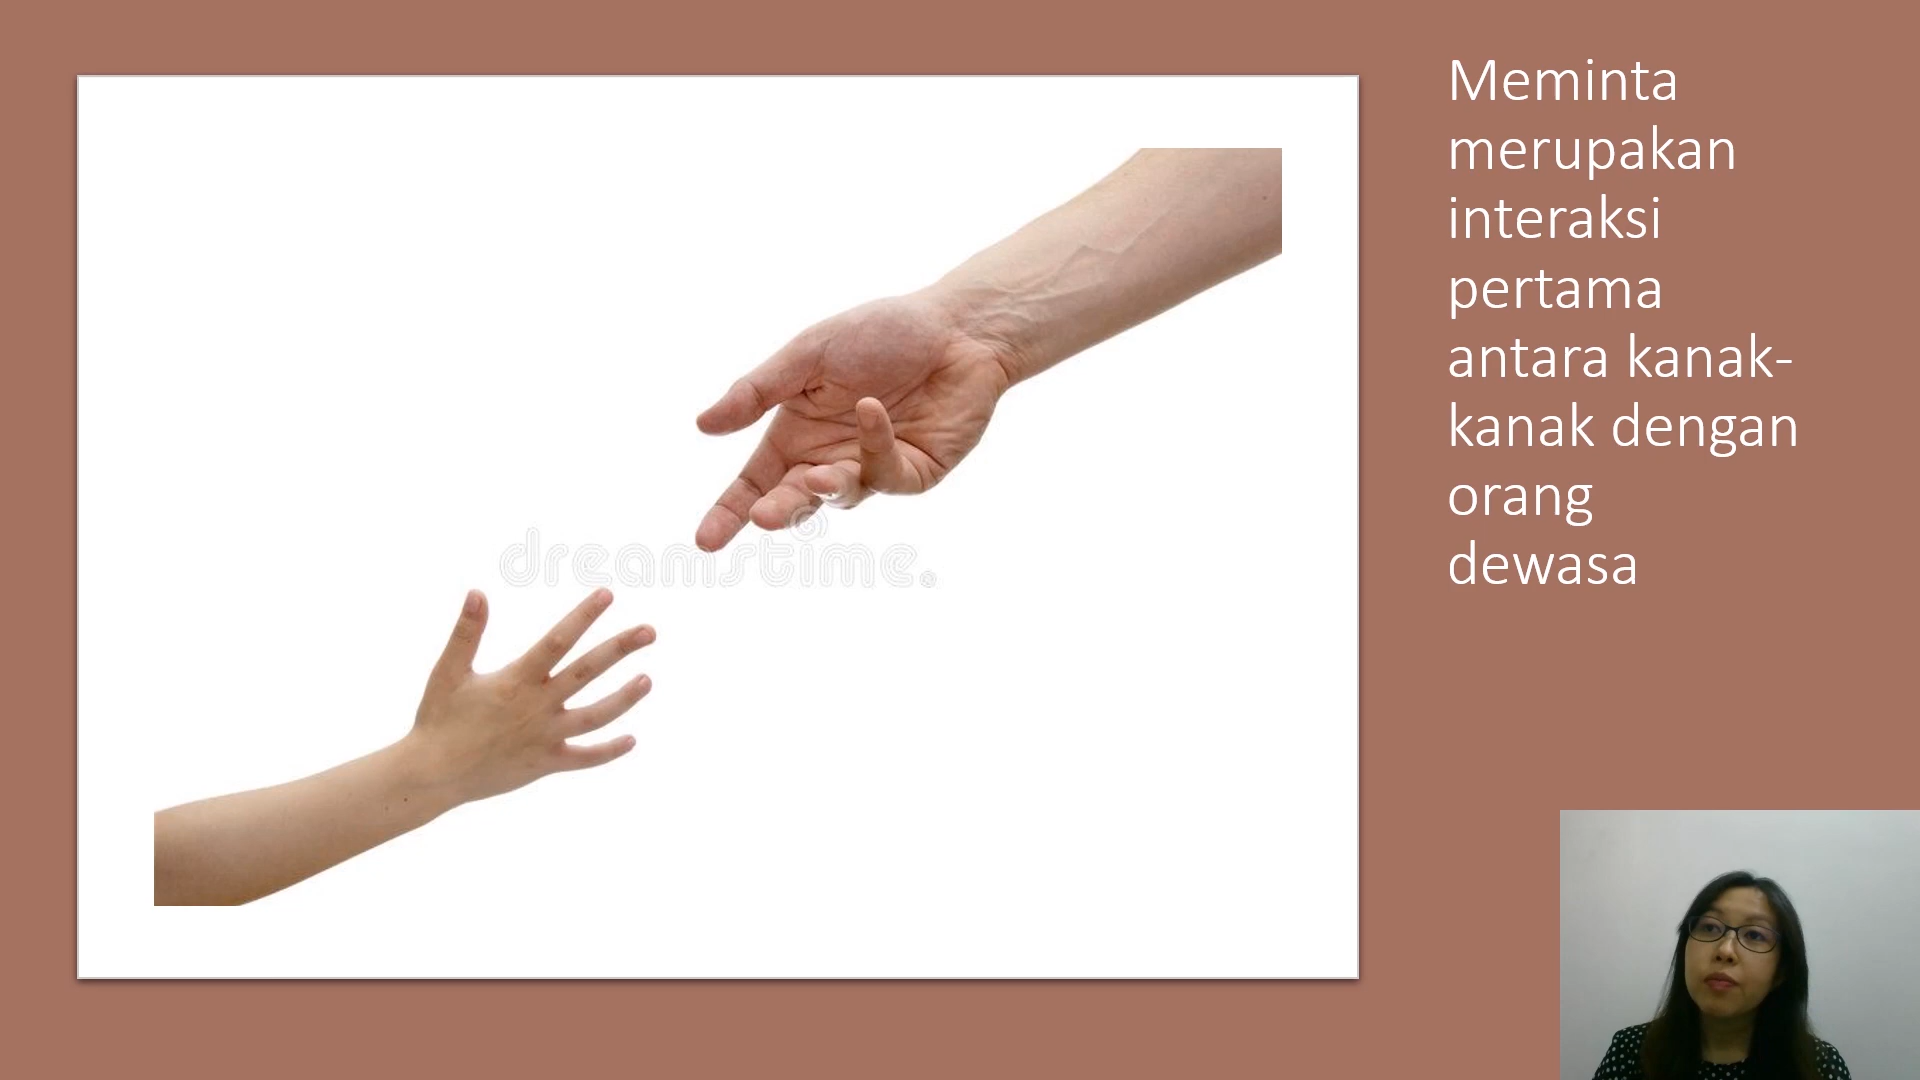 Meminta
merupakan
interaksi
pertama
antara kanak-
kanak dengan
orang
dewasa
dreamstime.